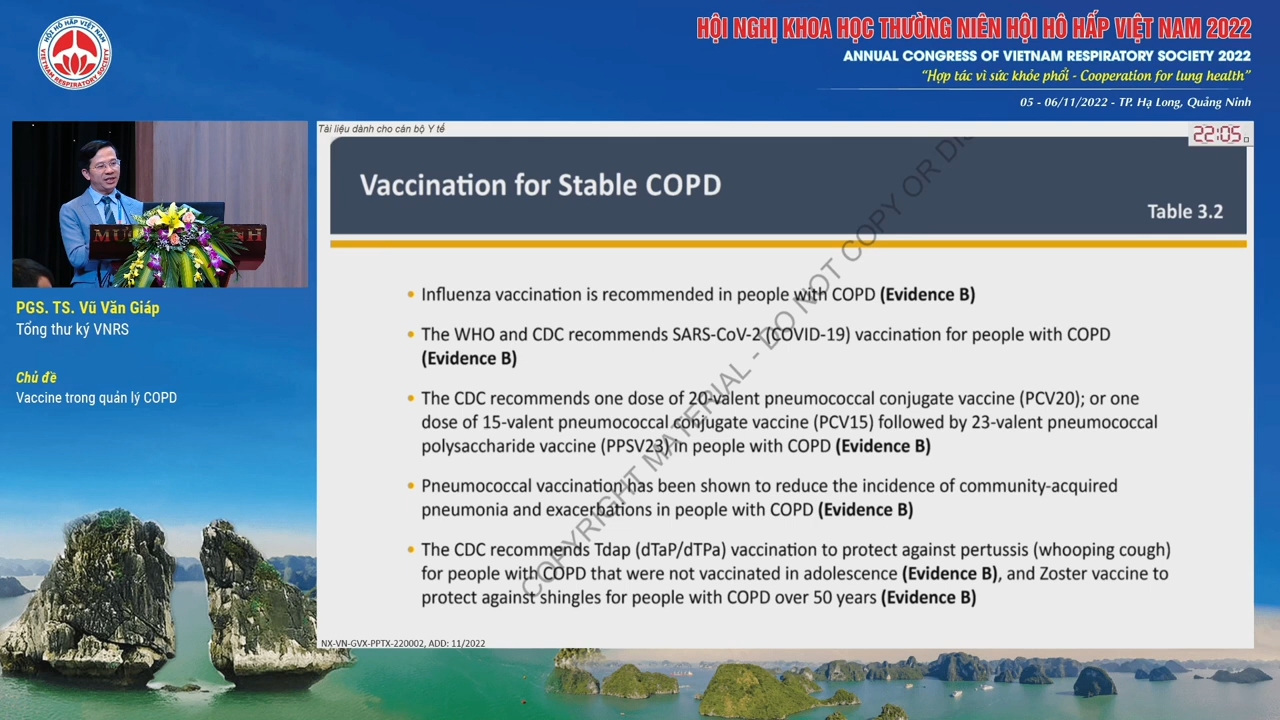 HỘI HÔ HẤP VIỆT NAM
VIETNAM RESPIRATORY SOCIETY
HỘI NGHỊ KHOA HỌC THƯỜNG NIÊN HỘI HÔ HẤP VIỆT NAM 2022
ANNUAL CONGRESS OF VIETNAM RESPIRATORY SOCIETY 2022
“Hợp tác vì sức khỏe phổi - Cooperation for lung health”
05 - 06/11/2022 - TP. Hạ Long, Quảng Ninh
PGS. TS. Vũ Văn Giáp
Tổng thư ký VNRS
Chủ đề
Vaccine trong quản lý COPD
Tài liệu dành cho cán bộ Y tế
22:05
Vaccination for Stable COPD
Table 3.2
• Influenza vaccination is recommended in people with COPD (Evidence B)
• The WHO and CDC recommends SARS-CoV-2 (COVID-19) vaccination for people with COPD
(Evidence B)
• The CDC recommends one dose of 20-valent pneumococcal conjugate vaccine (PCV20); or one
dose of 15-valent pneumococcal conjugate vaccine (PCV15) followed by 23-valent pneumococcal
polysaccharide vaccine (PPSV23) in people with COPD (Evidence B)
• Pneumococcal vaccination has been shown to reduce the incidence of community-acquired
pneumonia and exacerbations in people with COPD (Evidence B)
• The CDC recommends Tdap (dTaP/dTPa) vaccination to protect against pertussis (whooping cough)
for people with COPD that were not vaccinated in adolescence (Evidence B), and Zoster vaccine to
protect against shingles for people with COPD over 50 years (Evidence B)
COPYRIGHT MATERIAL - DO NOT COPY OR
NX-VN-GVX-PPTX-220002, ADD: 11/2022